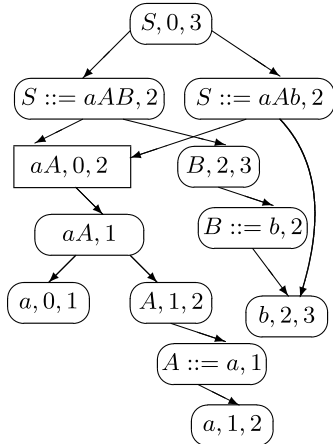 S, 0, 3
S ::= aAB, 2
S ::= aAb, 2
aA, 0, 2
B, 2, 3
aA, 1
B ::= b, 2
a, 0, 1
A, 1, 2
b, 2, 3
A ::= a, 1
a, 1, 2